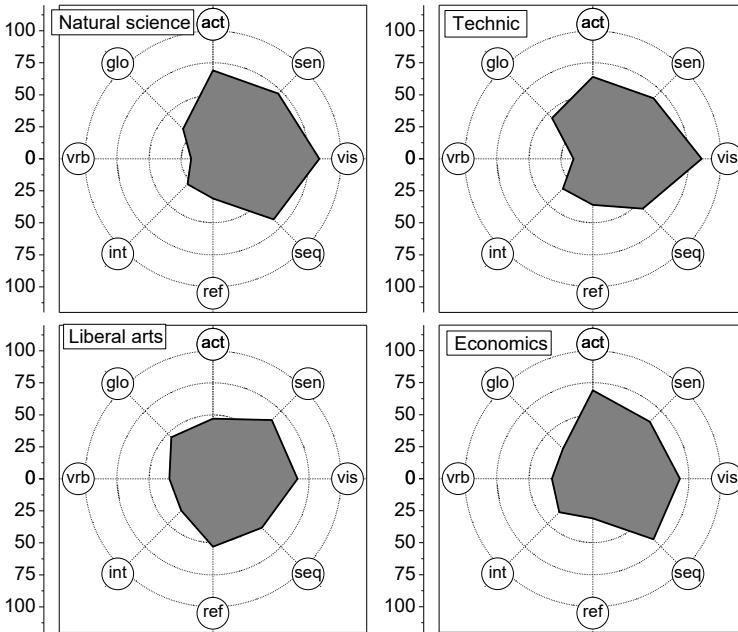 Natural science
100
75
50
25
0
25
50
75
100
act
sen
vis
seq
ref
int
vrb
glo
Technic
100
75
50
25
0
25
50
75
100
act
sen
vis
seq
ref
int
vrb
glo
Liberal arts
100
75
50
25
0
25
50
75
100
act
sen
vis
seq
ref
int
vrb
glo
Economics
100
75
50
25
0
25
50
75
100
act
sen
vis
seq
ref
int
vrb
glo